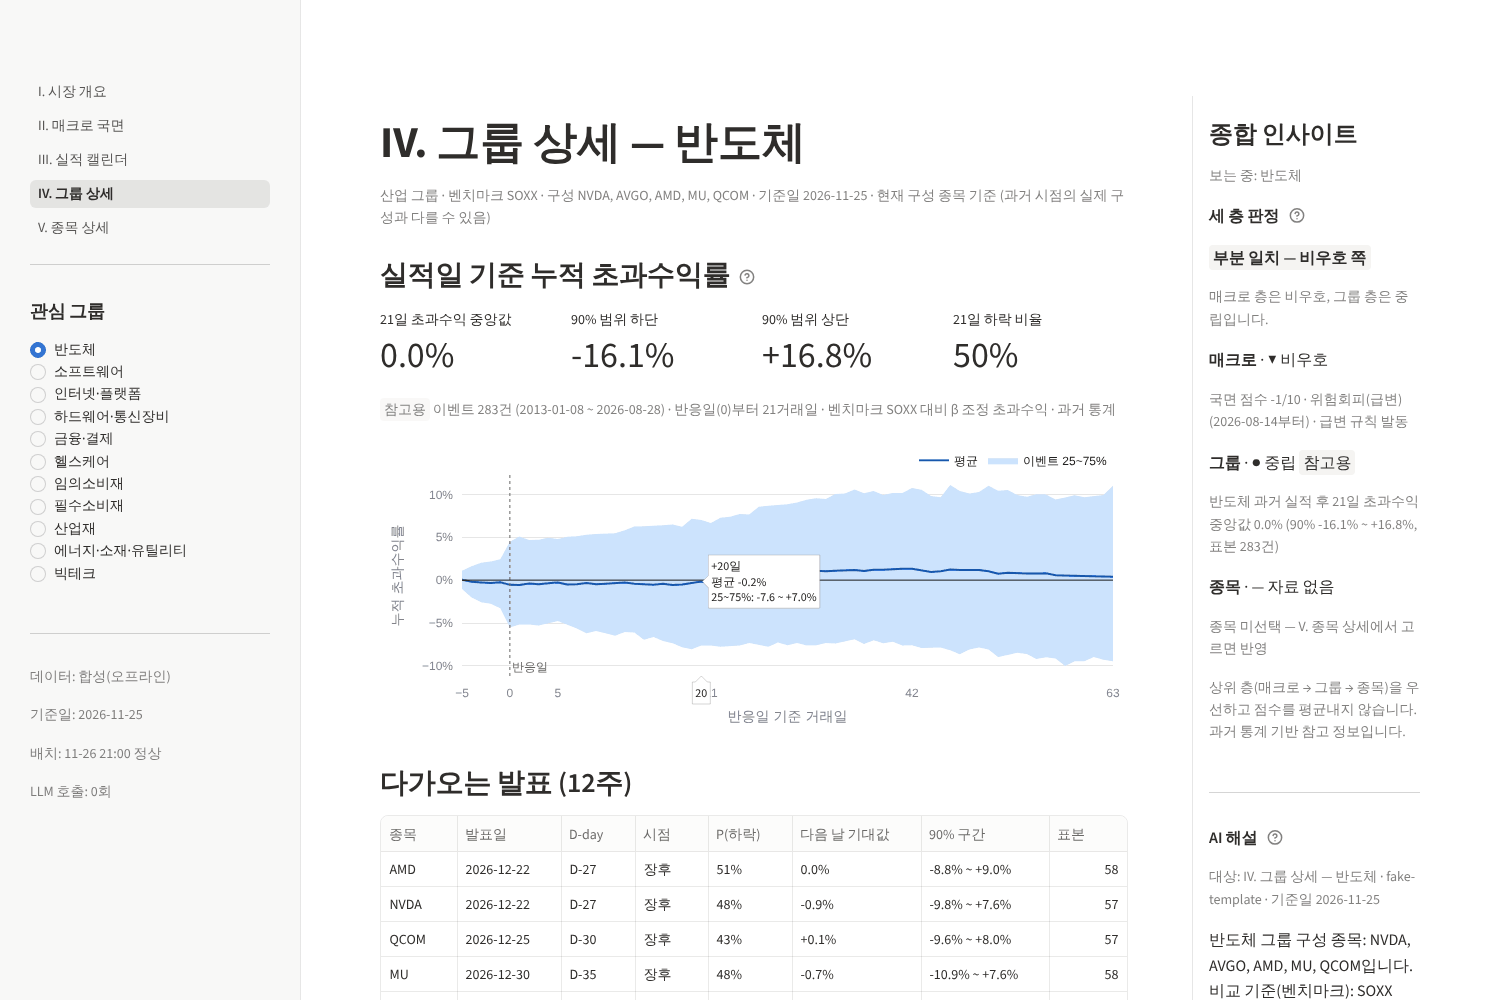 I. 시장 개요
II. 매크로 국면
III. 실적 캘린더
IV. 그룹 상세
V. 종목 상세
관심 그룹
반도체
소프트웨어
인터넷·플랫폼
하드웨어·통신장비
금융·결제
헬스케어
임의소비재
필수소비재
산업재
에너지·소재·유틸리티
빅테크
데이터: 합성(오프라인)
기준일: 2026-11-25
배치: 11-26 21:00 정상
LLM 호출: 0회
IV. 그룹 상세 — 반도체
산업 그룹 · 벤치마크 SOXX · 구성 NVDA, AVGO, AMD, MU, QCOM · 기준일 2026-11-25 · 현재 구성 종목 기준 (과거 시점의 실제 구
성과 다를 수 있음)
실적일 기준 누적 초과수익률
21일 초과수익 중앙값 90% 범위 하단 90% 범위 상단 21일 하락 비율
0.0% -16.1% +16.8% 50%
참고용 이벤트 283건 (2013-01-08 ~ 2026-08-28) · 반응일(0)부터 21거래일 · 벤치마크 SOXX 대비 β 조정 초과수익 · 과거 통계
평균 이벤트 25~75%
누적 초과수익률
10%
5%
0%
−5%
−10%
+20일
평균 -0.2%
25~75%: -7.6 ~ +7.0%
반응일
−5 0 5 20 1 42 63
반응일 기준 거래일
다가오는 발표 (12주)
종목 발표일 D-day 시점 P(하락) 다음 날 기대값 90% 구간 표본
AMD 2026-12-22 D-27 장후 51% 0.0% -8.8% ~ +9.0% 58
NVDA 2026-12-22 D-27 장후 48% -0.9% -9.8% ~ +7.6% 57
QCOM 2026-12-25 D-30 장후 43% +0.1% -9.6% ~ +8.0% 57
MU 2026-12-30 D-35 장후 48% -0.7% -10.9% ~ +7.6% 58
종합 인사이트
보는 중: 반도체
세 층 판정
부분 일치 — 비우호 쪽
매크로 층은 비우호, 그룹 층은 중
립입니다.
매크로 · ▼ 비우호
국면 점수 -1/10 · 위험회피(급변)
(2026-08-14부터) · 급변 규칙 발동
그룹 · ● 중립 참고용
반도체 과거 실적 후 21일 초과수익
중앙값 0.0% (90% -16.1% ~ +16.8%,
표본 283건)
종목 · — 자료 없음
종목 미선택 — V. 종목 상세에서 고
르면 반영
상위 층(매크로 → 그룹 → 종목)을 우
선하고 점수를 평균내지 않습니다.
과거 통계 기반 참고 정보입니다.
AI 해설
대상: IV. 그룹 상세 — 반도체 · fake-
template · 기준일 2026-11-25
반도체 그룹 구성 종목: NVDA,
AVGO, AMD, MU, QCOM입니다.
비교 기준(벤치마크): SOXX